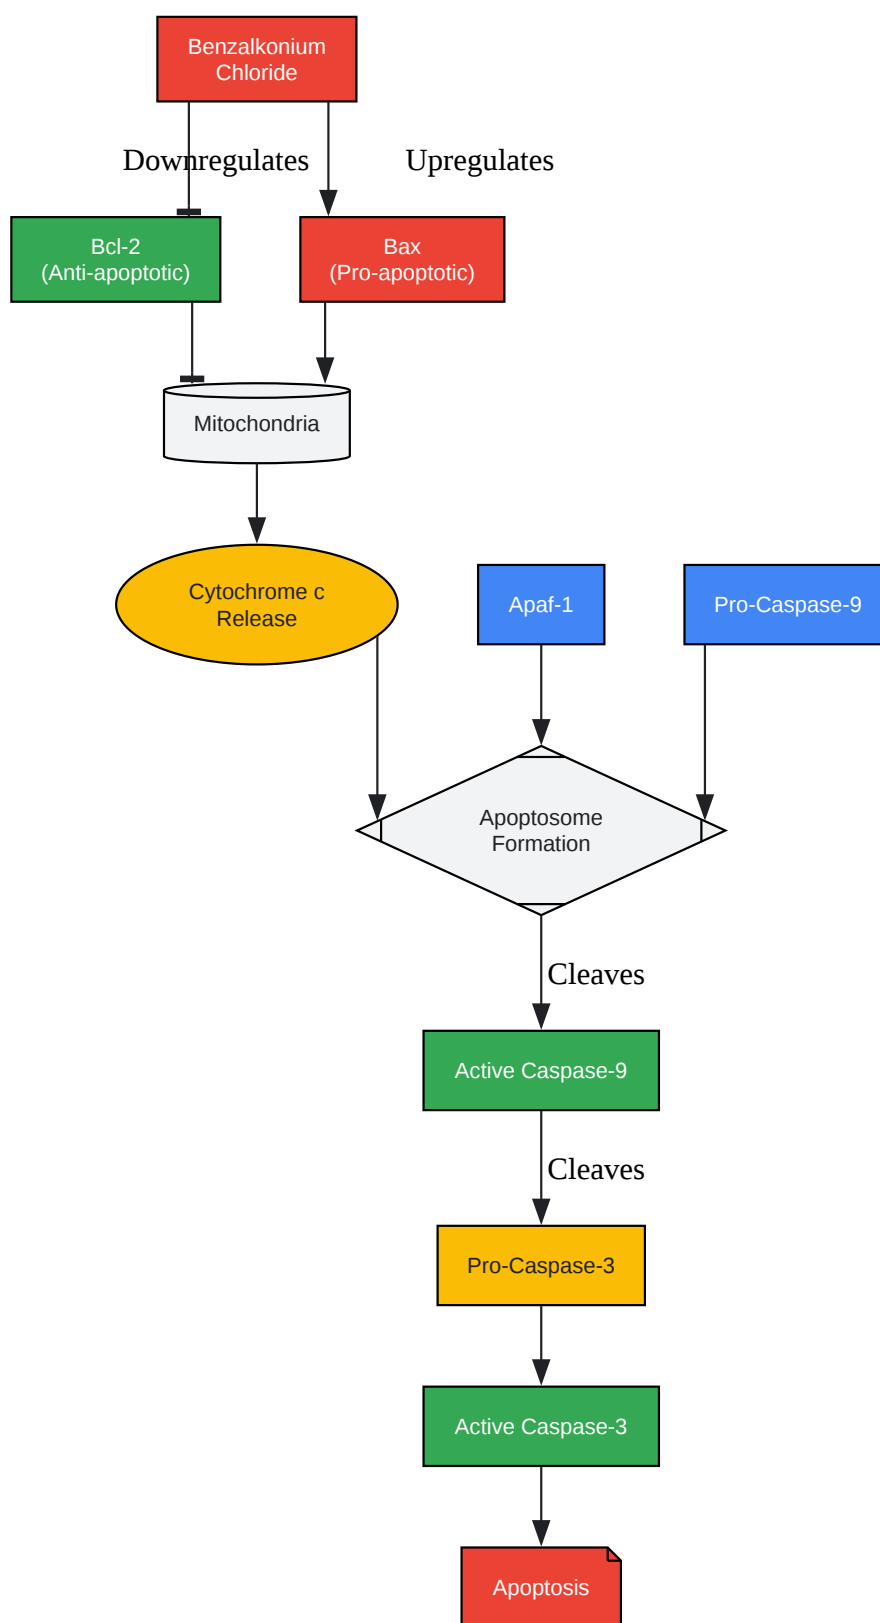 Benzalkonium
Chloride
Downregulates
Upregulates
Bcl-2
(Anti-apoptotic)
Bax
(Pro-apoptotic)
Mitochondria
Cytochrome c
Release
Apaf-1
Pro-Caspase-9
Apoptosome
Formation
Cleaves
Active Caspase-9
Cleaves
Pro-Caspase-3
Active Caspase-3
Apoptosis